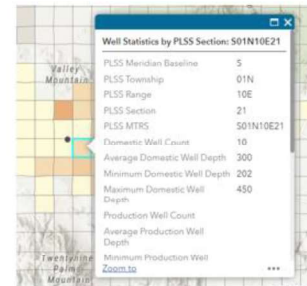 Well Statistics by PLSS Section: S01N10E21
PLSS Meridian Baseline S
PLSS Township 01N
PLSS Range 10E
PLSS Section 21
PLSS MTRS S01N10E21
Domestic Well Count 10
Average Domestic Well Depth 300
Minimum Domestic Well Depth 202
Maximum Domestic Well 450
Depth
Production Well Count
Average Production Well
Depth
Minimum Production Well
Zoom to
Valley
Mountain
Twentynine
Palms
Mountain